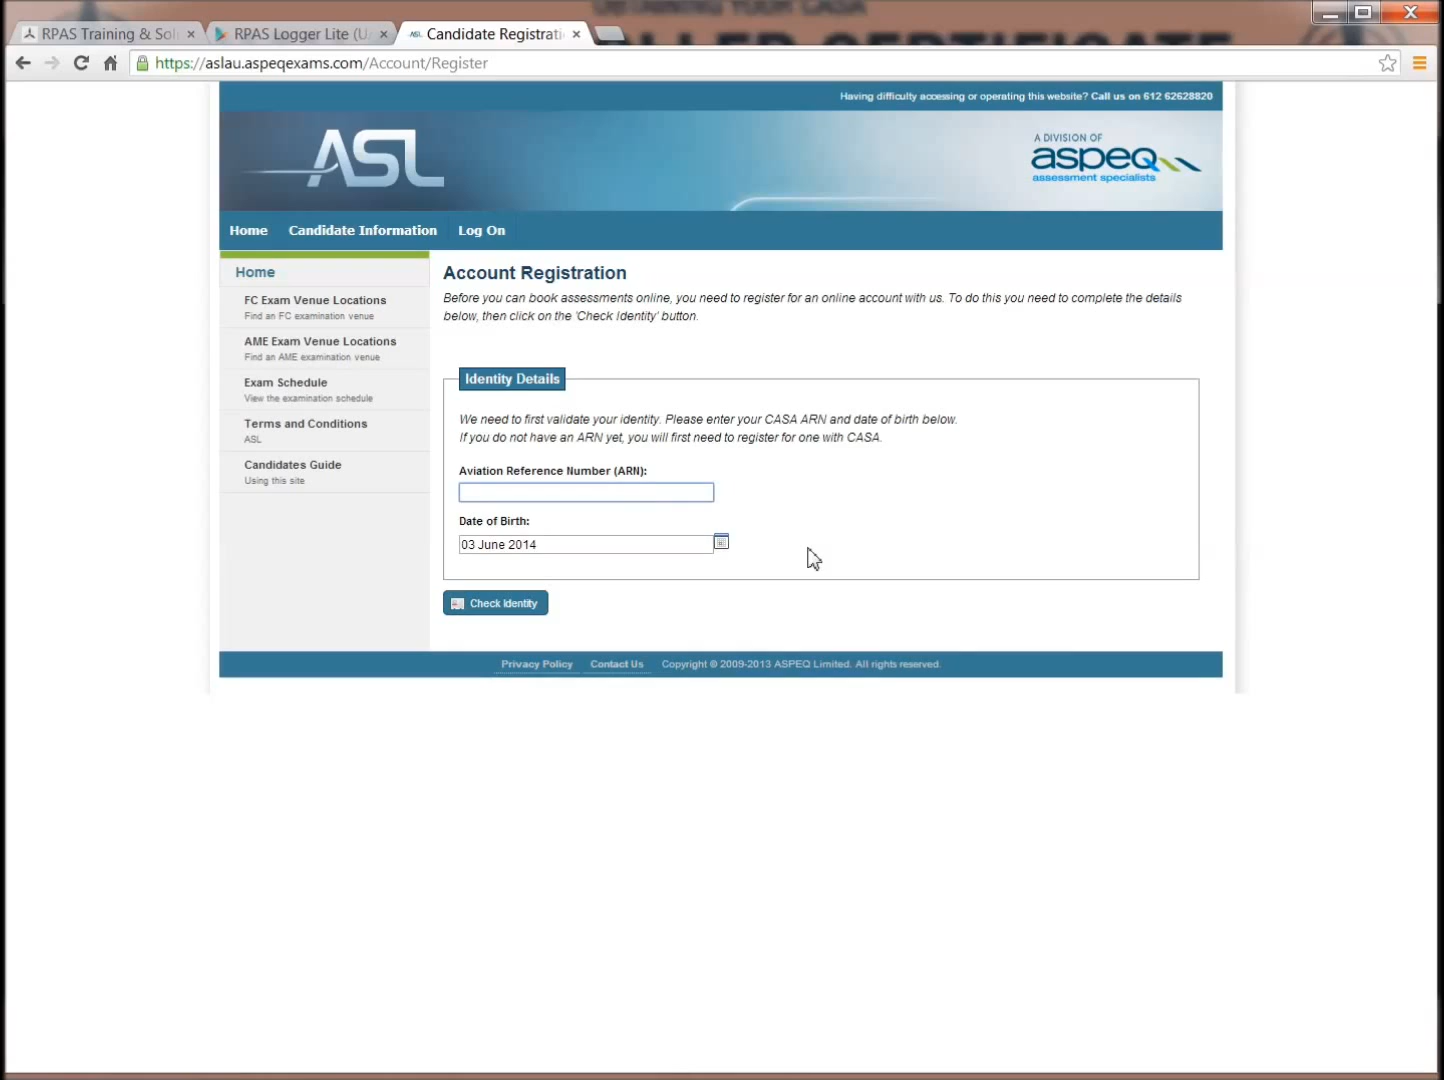 OBTAINING YOUR CASA
CERTIFICATE
RPAS Training & Sol
RPAS Logger Lite (U
Candidate Registrati
https://aslau.aspeqexams.com/Account/Register
Having difficulty accessing or operating this website? Call us on 612 62628820
ASL
A DIVISION OF
aspeq
assessment specialists
Home Candidate Information Log On
Home
FC Exam Venue Locations
Find an FC examination venue
AME Exam Venue Locations
Find an AME examination venue
Exam Schedule
View the examination schedule
Terms and Conditions
ASL
Candidates Guide
Using this site
Account Registration
Before you can book assessments online, you need to register for an online account with us. To do this you need to complete the details
below, then click on the 'Check Identity' button.
Identity Details
We need to first validate your identity. Please enter your CASA ARN and date of birth below.
If you do not have an ARN yet, you will first need to register for one with CASA.
Aviation Reference Number (ARN):
Date of Birth:
03 June 2014
Check Identity
Privacy Policy Contact Us Copyright © 2009-2013 ASPEQ Limited. All rights reserved.